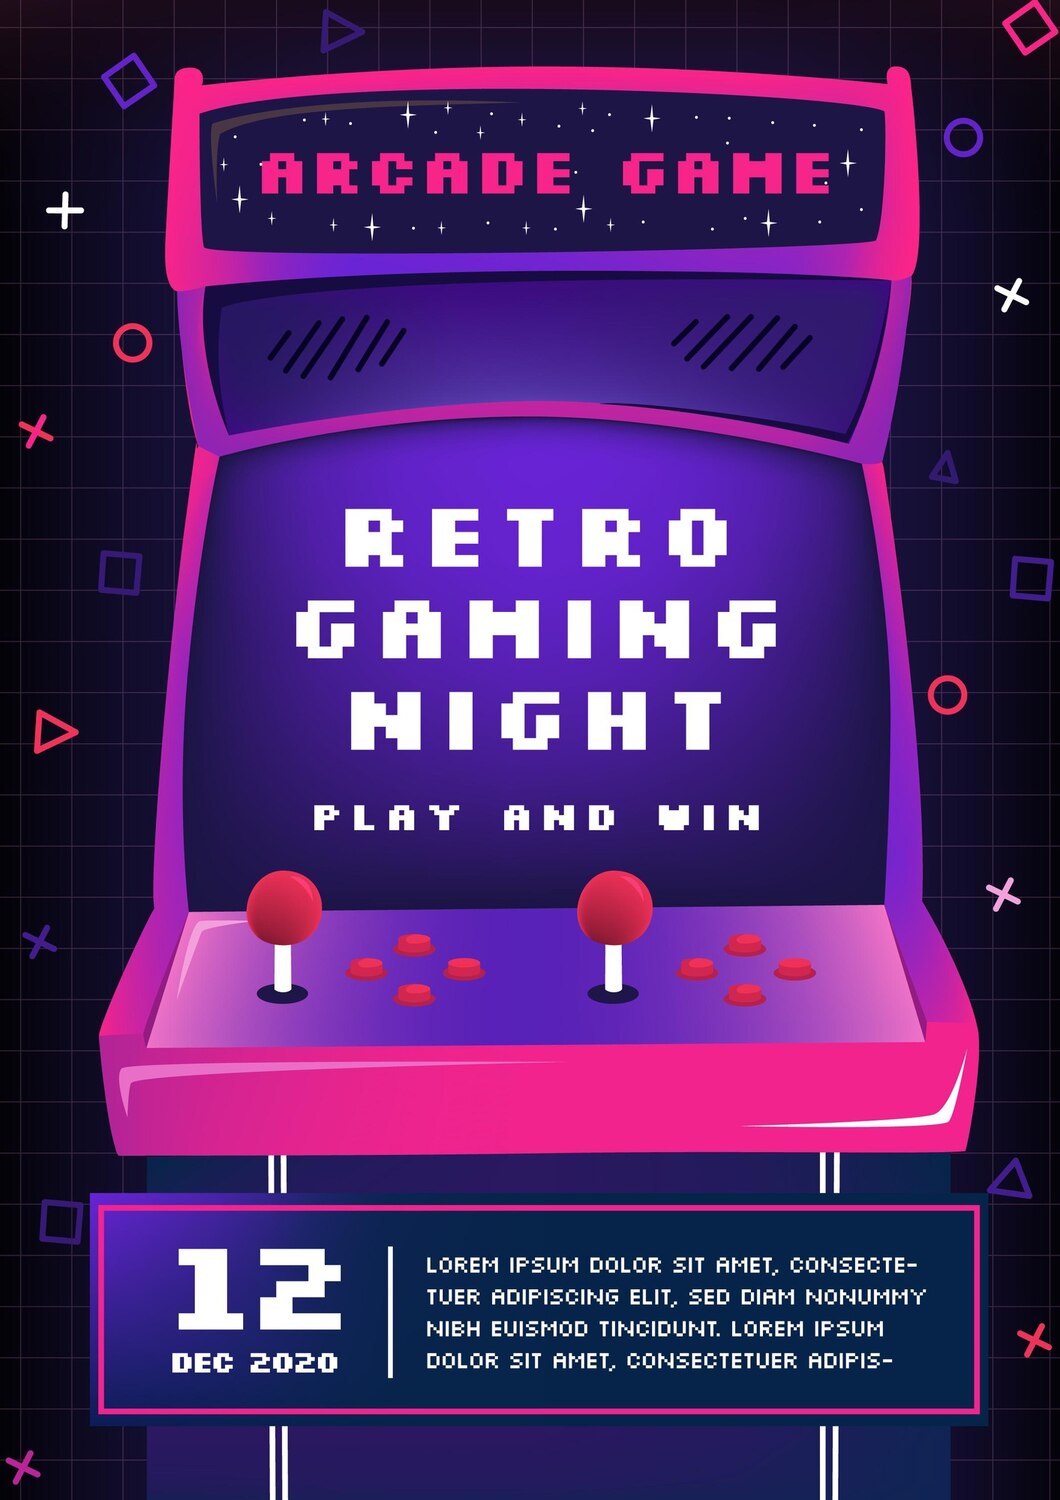 ARCADE GAME
RETRO
GAMING
NIGHT
PLAY AND WIN
12
DEC 2020
LOREM IPSUM DOLOR SIT AMET, CONSECTE-
TUER ADIPISCING ELIT, SED DIAM NONUMMY
NIBH EUISMOD TINCIDUNT. LOREM IPSUM
DOLOR SIT AMET, CONSECTETUER ADIPIS-